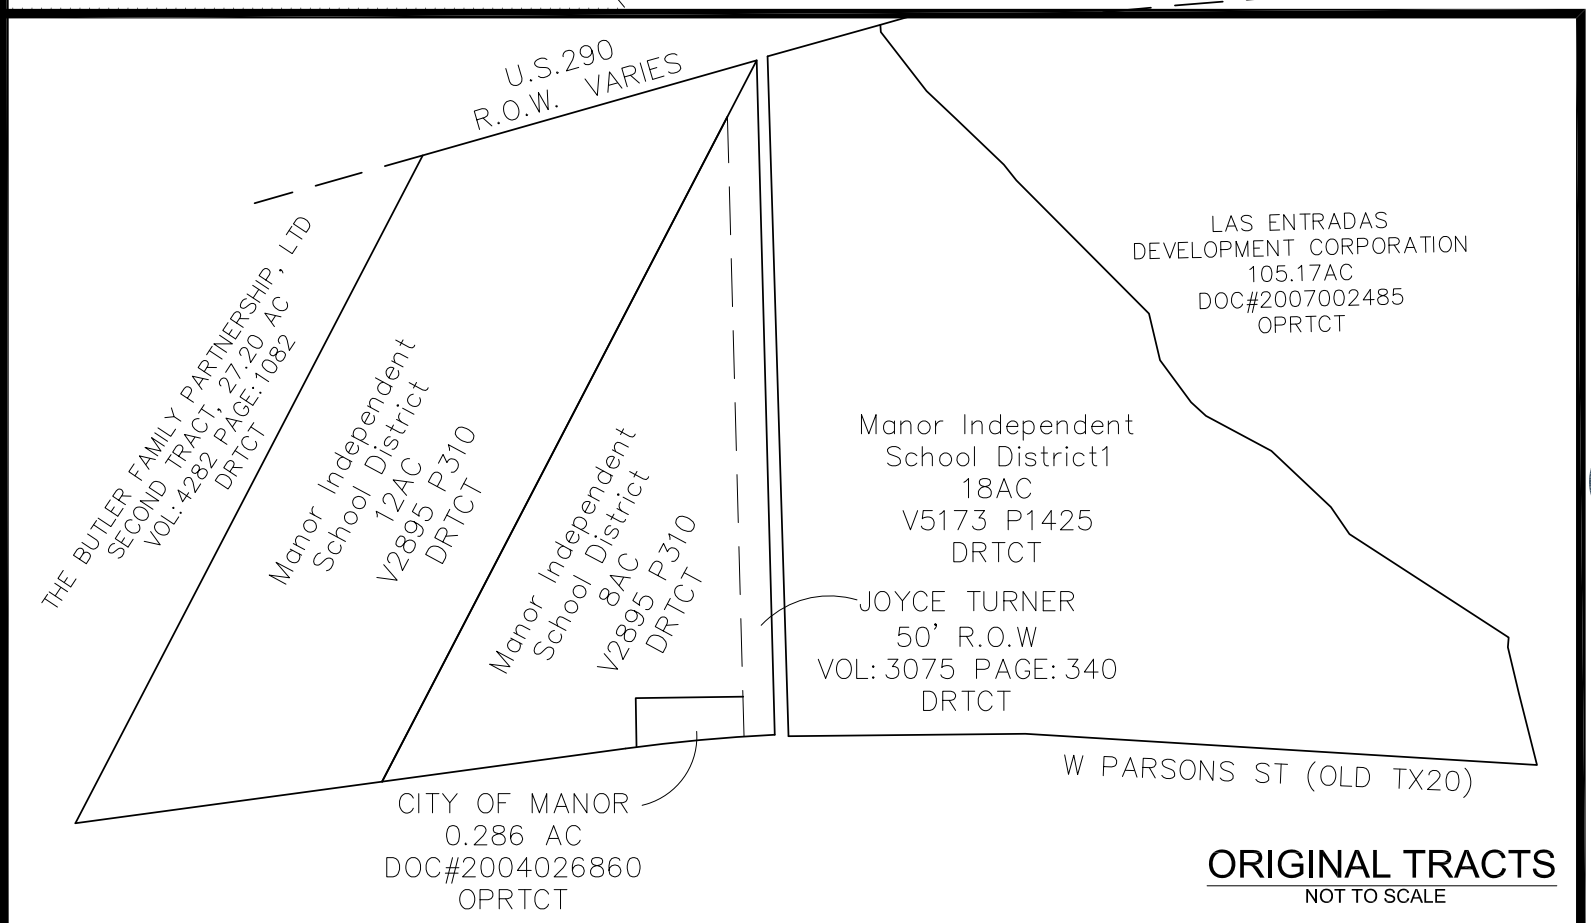 U.S.290
R.O.W. VARIES
THE BUTLER FAMILY PARTNERSHIP, LTD
SECOND TRACT, 27.20 AC
VOL:4282 PAGE:1082
DRTCT
Manor Independent
School District
12AC
V2895 P310
DRTCT
Manor Independent
School District
8AC
V2895 P310
DRTCT
LAS ENTRADAS
DEVELOPMENT CORPORATION
105.17AC
DOC#2007002485
OPRTCT
Manor Independent
School District1
18AC
V5173 P1425
DRTCT
JOYCE TURNER
50' R.O.W
VOL:3075 PAGE:340
DRTCT
W PARSONS ST (OLD TX20)
CITY OF MANOR
0.286 AC
DOC#2004026860
OPRTCT
ORIGINAL TRACTS
NOT TO SCALE